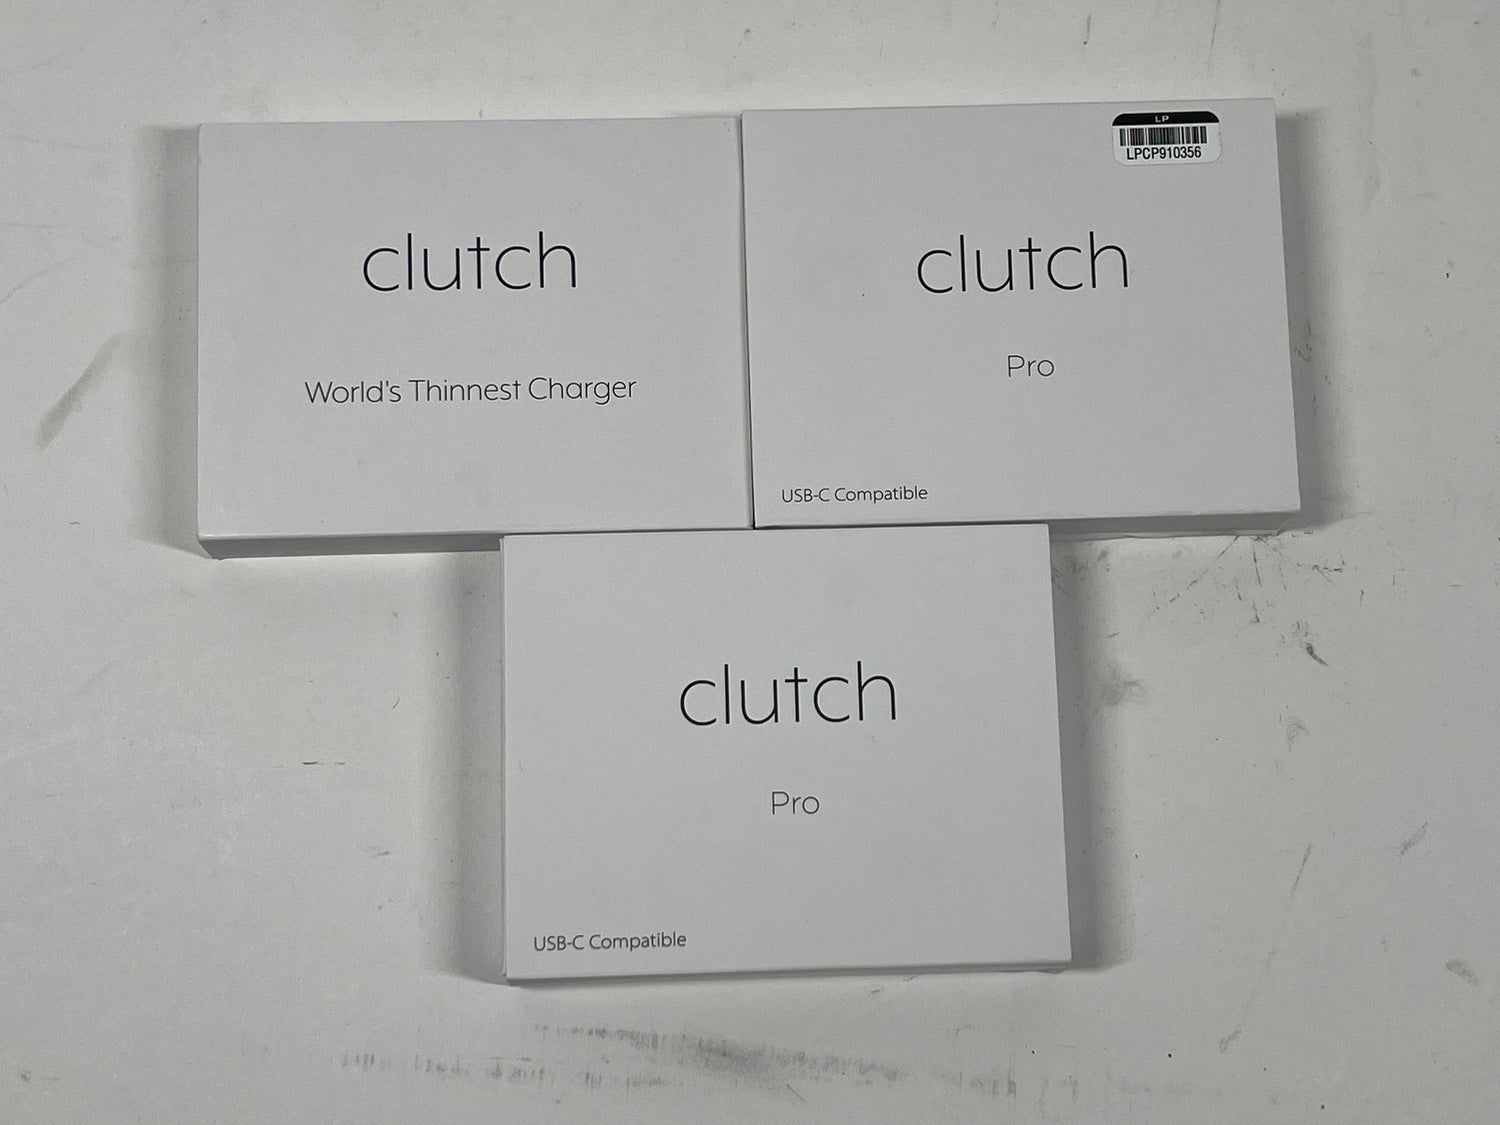 clutch
World's Thinnest Charger
LP
LPCP910356
clutch
Pro
USB-C Compatible
clutch
Pro
USB-C Compatible